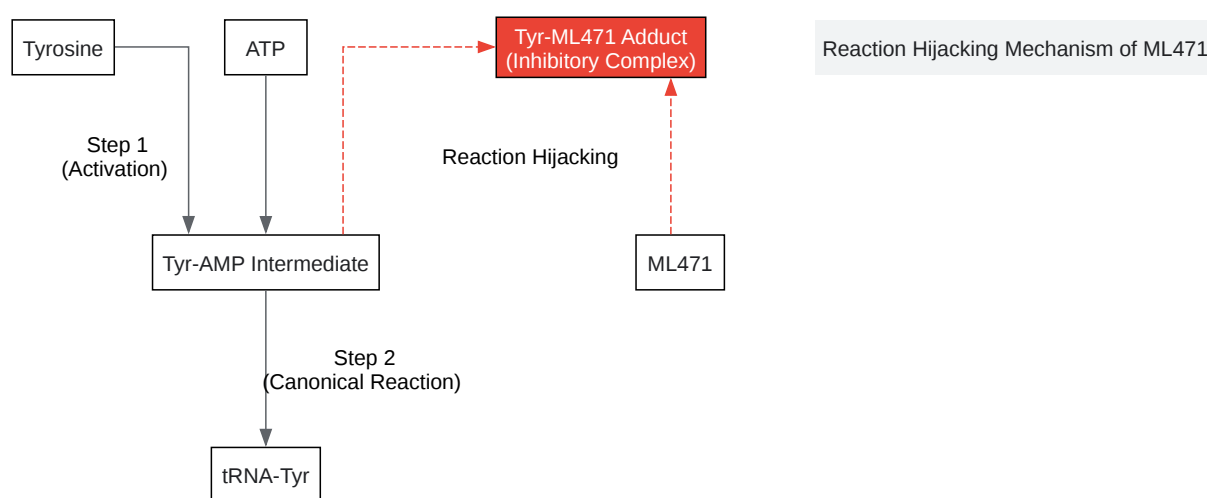 Tyrosine
ATP
Tyr-ML471 Adduct
(Inhibitory Complex)
Reaction Hijacking Mechanism of ML471
Step 1
(Activation)
Reaction Hijacking
Tyr-AMP Intermediate
ML471
Step 2
(Canonical Reaction)
tRNA-Tyr